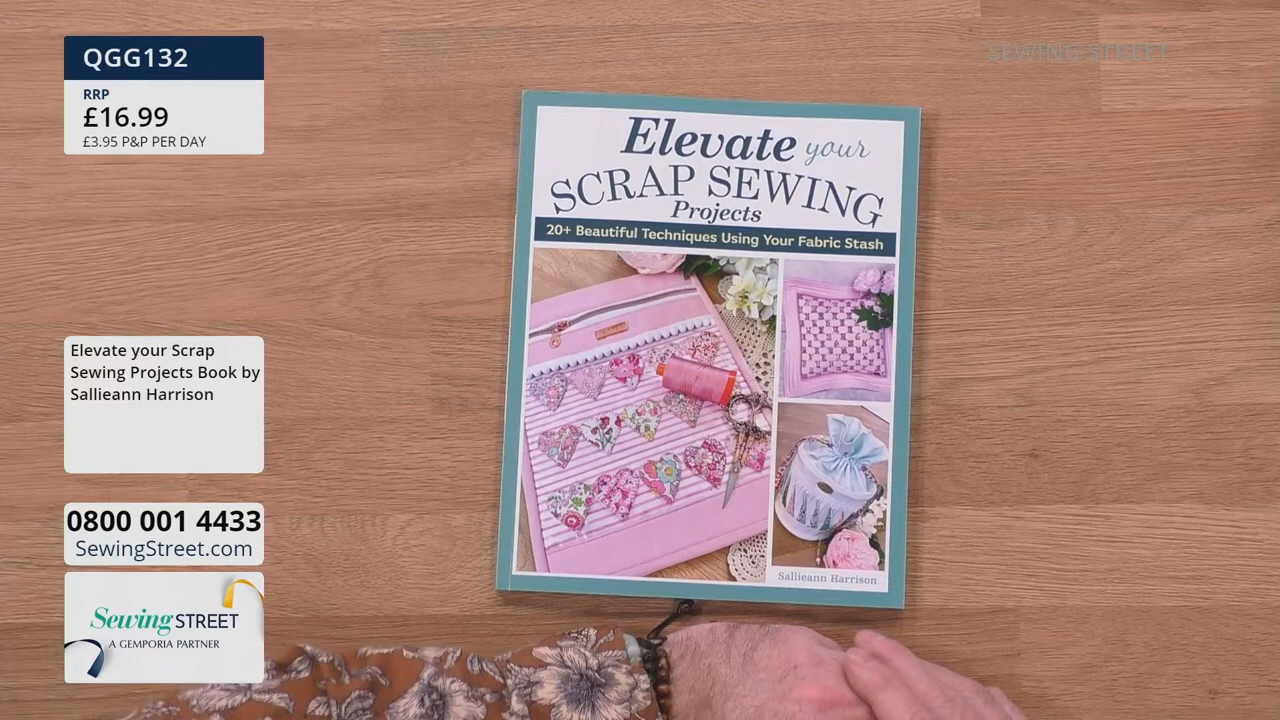 QGG132
RRP
£16.99
£3.95 P&P PER DAY
SEWING STREET
Elevate your
SCRAP SEWING
Projects
20+ Beautiful Techniques Using Your Fabric Stash
Sallieann Harrison
Elevate your Scrap
Sewing Projects Book by
Sallieann Harrison
0800 001 4433
SewingStreet.com
Sewing STREET
A GEMPORIA PARTNER